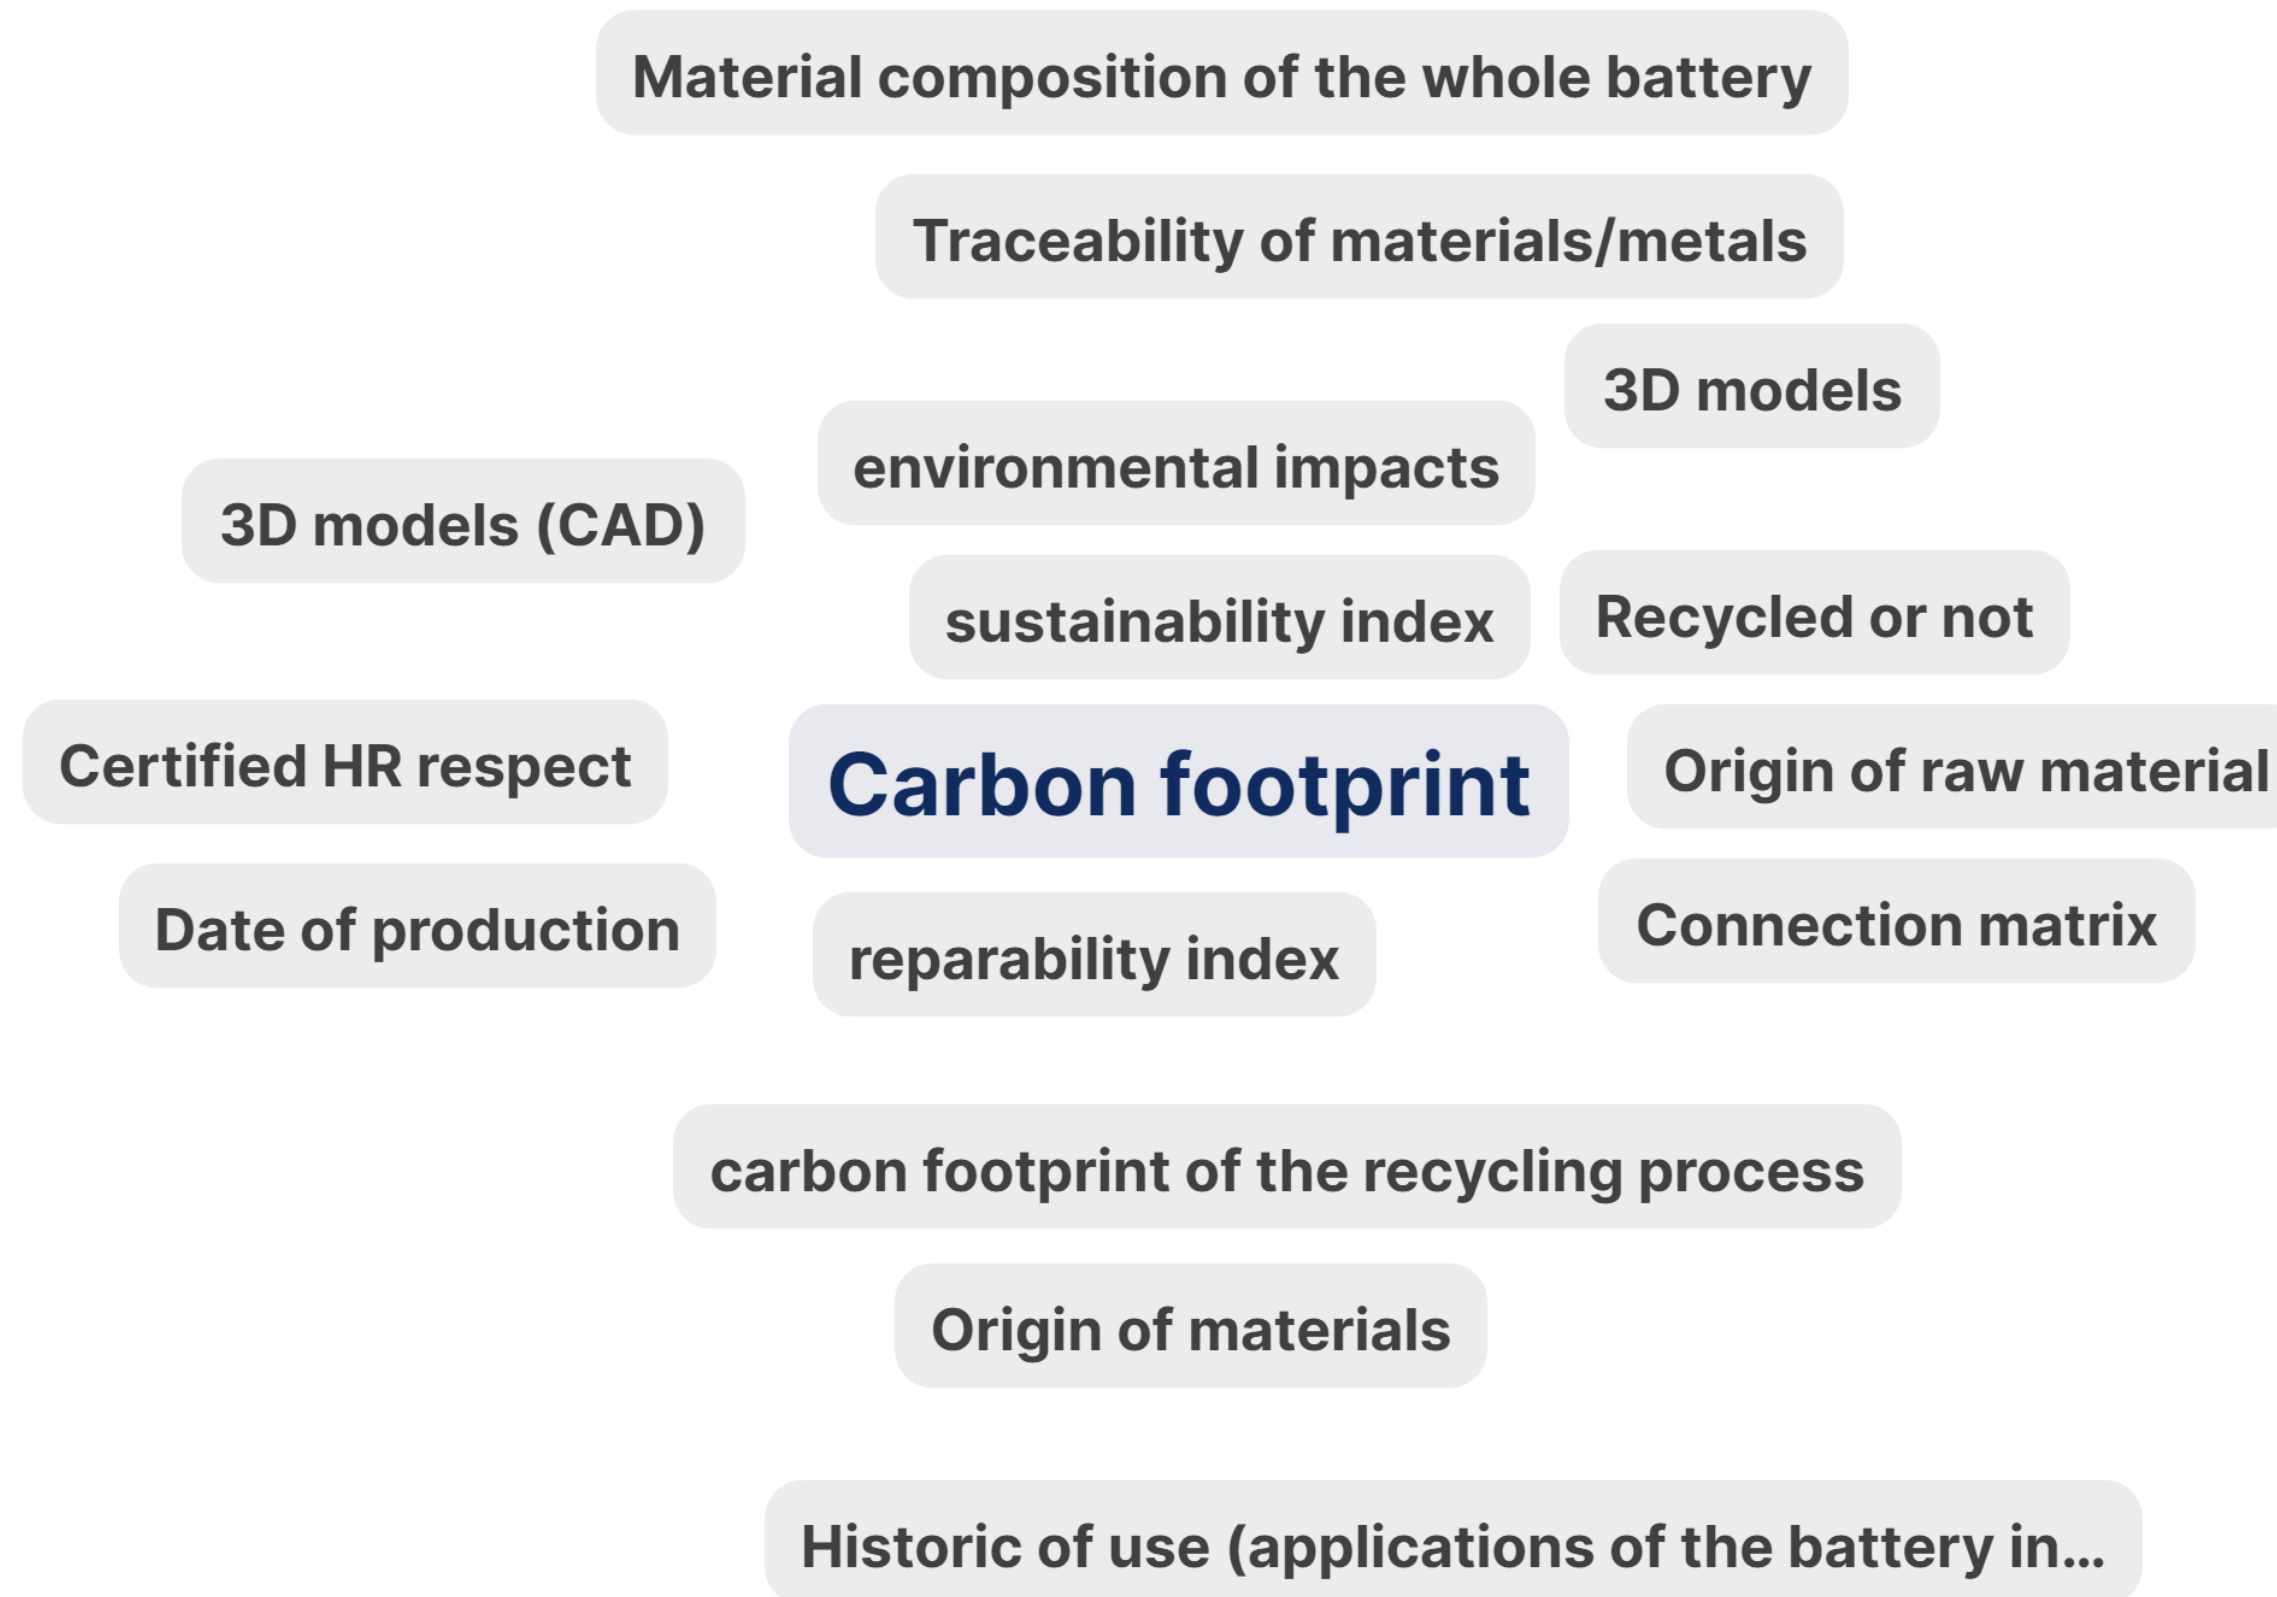 Material composition of the whole battery
Traceability of materials/metals
3D models
environmental impacts
3D models (CAD)
sustainability index
Recycled or not
Certified HR respect
Carbon footprint
Origin of raw material
Date of production
reparability index
Connection matrix
carbon footprint of the recycling process
Origin of materials
Historic of use (applications of the battery in...